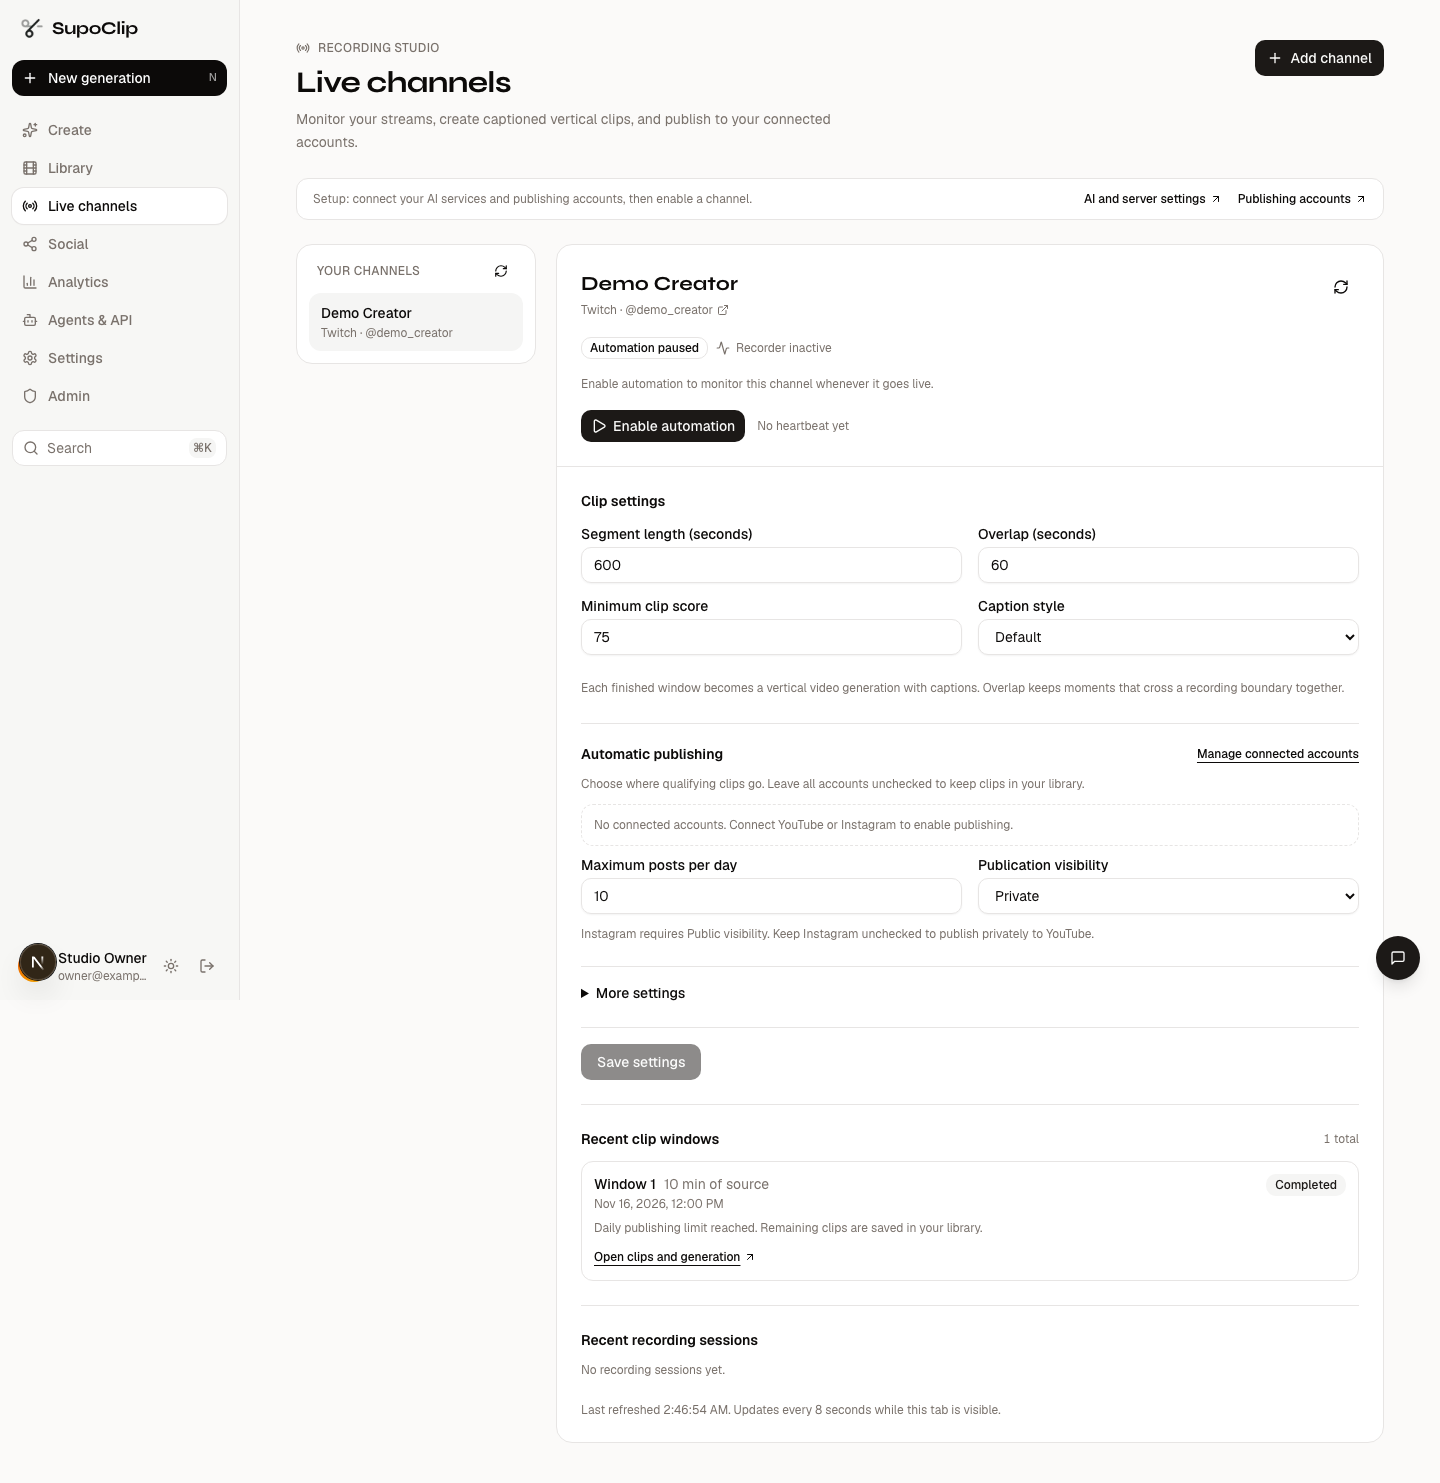 SupoClip
New generation N
Create
Library
Live channels
Social
Analytics
Agents & API
Settings
Admin
Search ⌘K
Studio Owner
owner@examp...
RECORDING STUDIO
Live channels
Monitor your streams, create captioned vertical clips, and publish to your connected
accounts.
Add channel
Setup: connect your AI services and publishing accounts, then enable a channel.
AI and server settings
Publishing accounts
YOUR CHANNELS
Demo Creator
Twitch · @demo_creator
Demo Creator
Twitch · @demo_creator
Automation paused
Recorder inactive
Enable automation to monitor this channel whenever it goes live.
Enable automation
No heartbeat yet
Clip settings
Segment length (seconds)
600
Overlap (seconds)
60
Minimum clip score
75
Caption style
Default
Each finished window becomes a vertical video generation with captions. Overlap keeps moments that cross a recording boundary together.
Automatic publishing
Manage connected accounts
Choose where qualifying clips go. Leave all accounts unchecked to keep clips in your library.
No connected accounts. Connect YouTube or Instagram to enable publishing.
Maximum posts per day
10
Publication visibility
Private
Instagram requires Public visibility. Keep Instagram unchecked to publish privately to YouTube.
More settings
Save settings
Recent clip windows
1 total
Window 1 10 min of source
Completed
Nov 16, 2026, 12:00 PM
Daily publishing limit reached. Remaining clips are saved in your library.
Open clips and generation
Recent recording sessions
No recording sessions yet.
Last refreshed 2:46:54 AM. Updates every 8 seconds while this tab is visible.